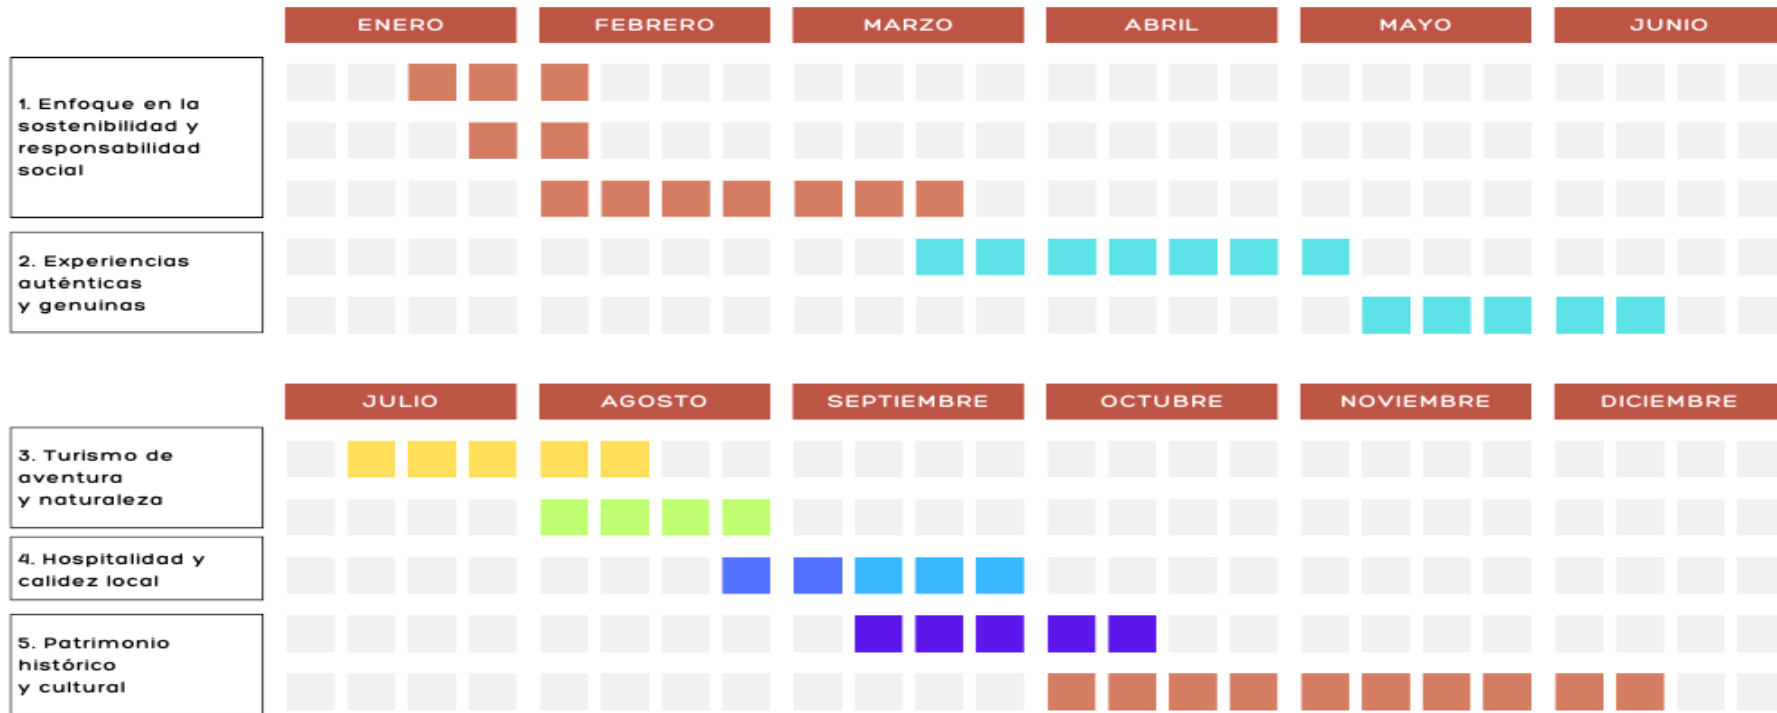 ENERO FEBRERO MARZO ABRIL MAYO JUNIO
1. Enfoque en la
sostenibilidad y
responsabilidad
social
2. Experiencias
auténticas
y genuinas
JULIO AGOSTO SEPTIEMBRE OCTUBRE NOVIEMBRE DICIEMBRE
3. Turismo de
aventura
y naturaleza
4. Hospitalidad y
calidez local
5. Patrimonio
histórico
y cultural